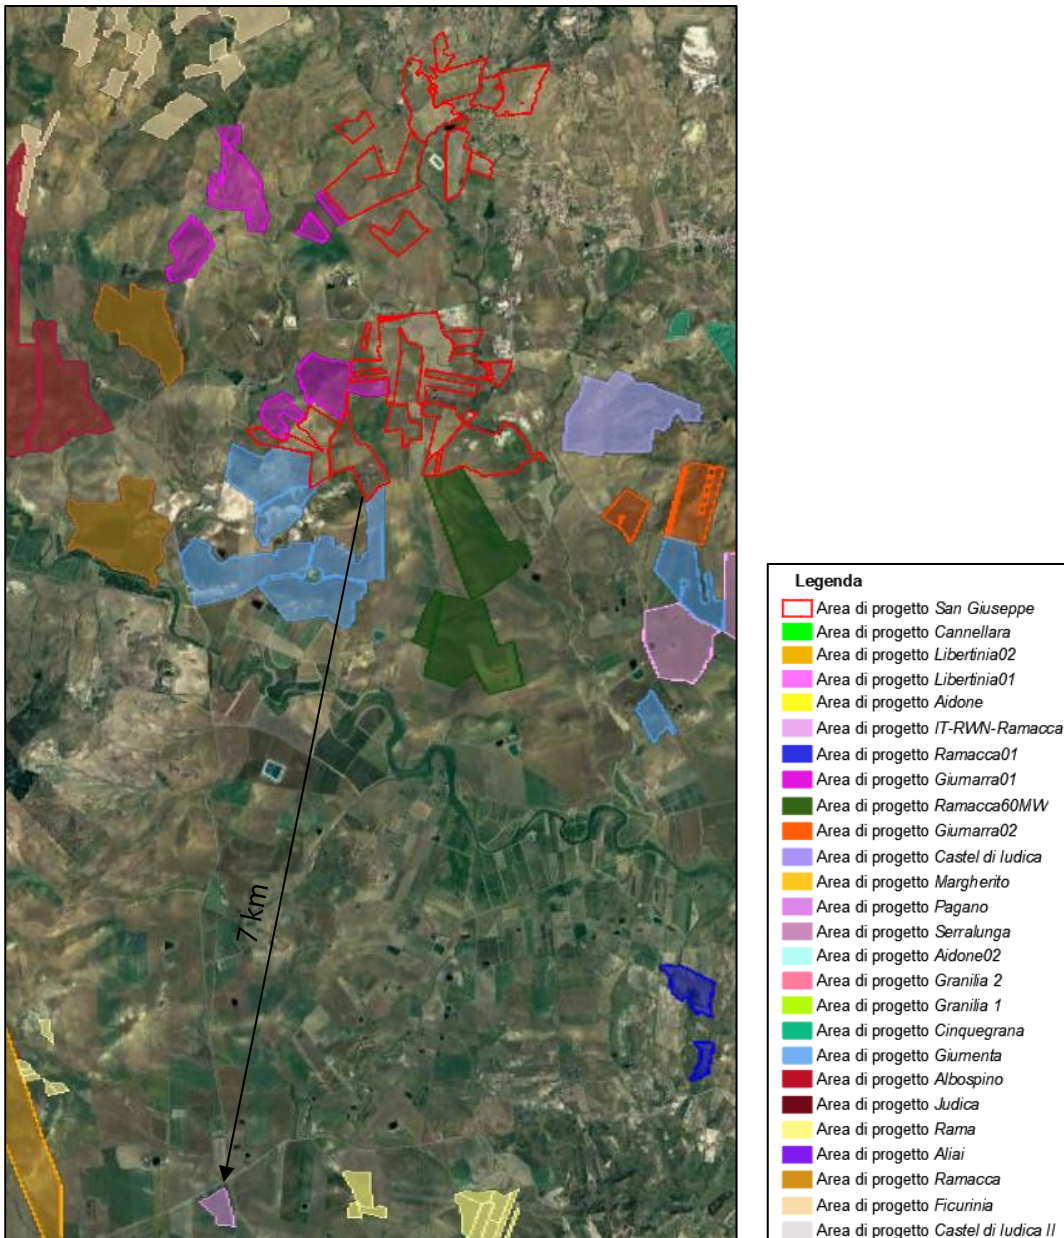 7 km
Legenda
Area di progetto San Giuseppe
Area di progetto Cannellara
Area di progetto Libertinia02
Area di progetto Libertinia01
Area di progetto Aidone
Area di progetto IT-RWN-Ramacca
Area di progetto Ramacca01
Area di progetto Giumarra01
Area di progetto Ramacca60MW
Area di progetto Giumarra02
Area di progetto Castel di Iudica
Area di progetto Margherito
Area di progetto Pagano
Area di progetto Serralunga
Area di progetto Aidone02
Area di progetto Granilia 2
Area di progetto Granilia 1
Area di progetto Cinquegrana
Area di progetto Giumenta
Area di progetto Albospino
Area di progetto Judica
Area di progetto Rama
Area di progetto Aliai
Area di progetto Ramacca
Area di progetto Ficurinia
Area di progetto Castel di Iudica II